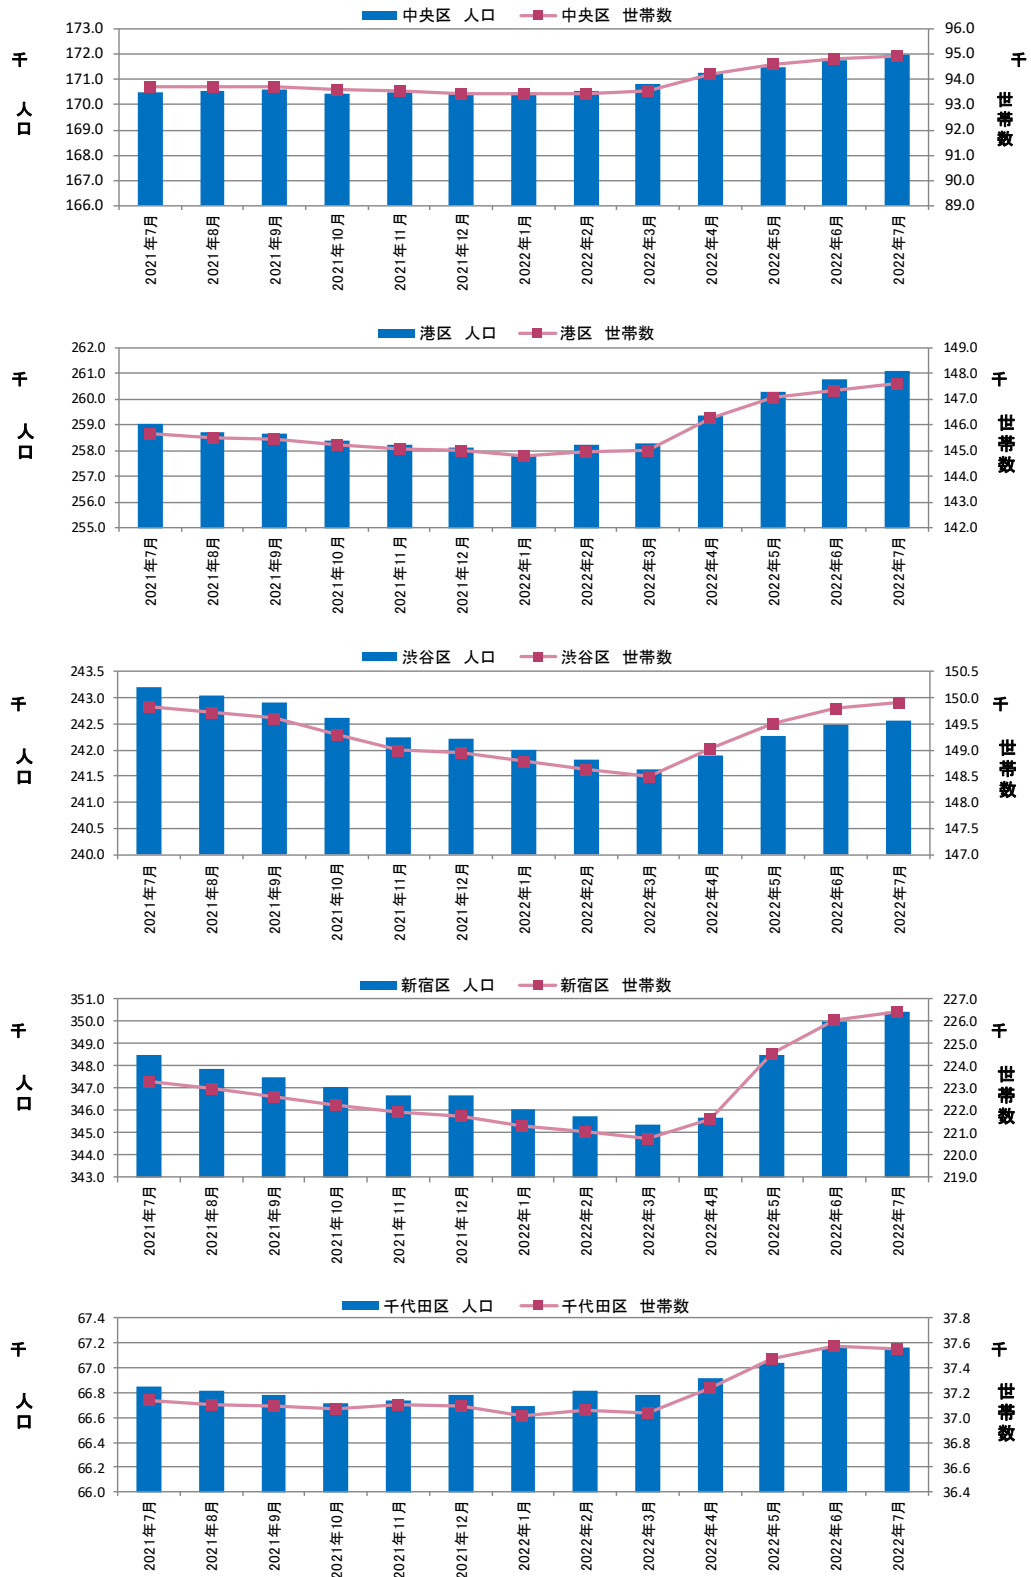 中央区　人口　中央区　世帯数
千
人口
173.0
172.0
171.0
170.0
169.0
168.0
167.0
166.0
96.0
95.0
94.0
93.0
92.0
91.0
90.0
89.0
千
世帯数
2021年7月
2021年8月
2021年9月
2021年10月
2021年11月
2021年12月
2022年1月
2022年2月
2022年3月
2022年4月
2022年5月
2022年6月
2022年7月
港区　人口　港区　世帯数
千
人口
262.0
261.0
260.0
259.0
258.0
257.0
256.0
255.0
149.0
148.0
147.0
146.0
145.0
144.0
143.0
142.0
千
世帯数
2021年7月
2021年8月
2021年9月
2021年10月
2021年11月
2021年12月
2022年1月
2022年2月
2022年3月
2022年4月
2022年5月
2022年6月
2022年7月
渋谷区　人口　渋谷区　世帯数
千
人口
243.5
243.0
242.5
242.0
241.5
241.0
240.5
240.0
150.5
150.0
149.5
149.0
148.5
148.0
147.5
147.0
千
世帯数
2021年7月
2021年8月
2021年9月
2021年10月
2021年11月
2021年12月
2022年1月
2022年2月
2022年3月
2022年4月
2022年5月
2022年6月
2022年7月
新宿区　人口　新宿区　世帯数
千
人口
351.0
350.0
349.0
348.0
347.0
346.0
345.0
344.0
343.0
227.0
226.0
225.0
224.0
223.0
222.0
221.0
220.0
219.0
千
世帯数
2021年7月
2021年8月
2021年9月
2021年10月
2021年11月
2021年12月
2022年1月
2022年2月
2022年3月
2022年4月
2022年5月
2022年6月
2022年7月
千代田区　人口　千代田区　世帯数
千
人口
67.4
67.2
67.0
66.8
66.6
66.4
66.2
66.0
37.8
37.6
37.4
37.2
37.0
36.8
36.6
36.4
千
世帯数
2021年7月
2021年8月
2021年9月
2021年10月
2021年11月
2021年12月
2022年1月
2022年2月
2022年3月
2022年4月
2022年5月
2022年6月
2022年7月